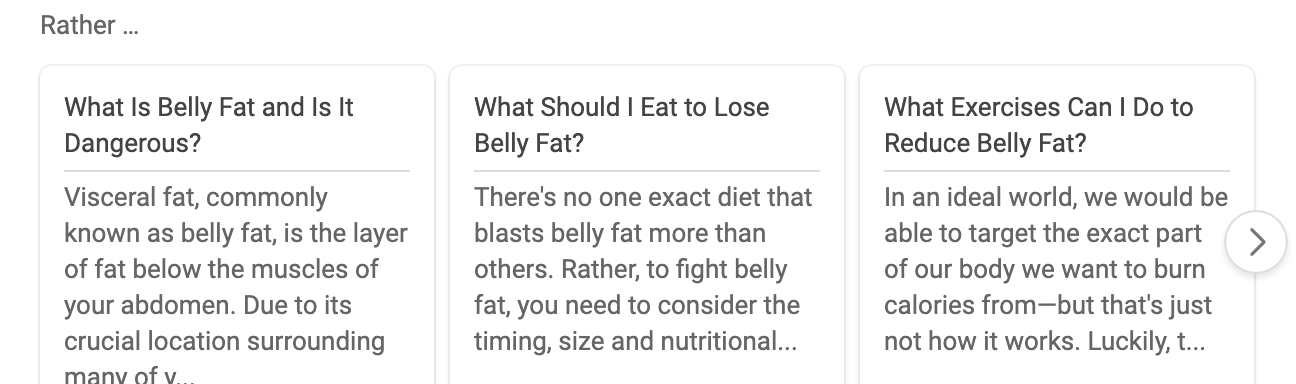 Rather ...
What Is Belly Fat and Is It
Dangerous?
Visceral fat, commonly
known as belly fat, is the layer
of fat below the muscles of
your abdomen. Due to its
crucial location surrounding
many of y...
What Should I Eat to Lose
Belly Fat?
There's no one exact diet that
blasts belly fat more than
others. Rather, to fight belly
fat, you need to consider the
timing, size and nutritional...
What Exercises Can I Do to
Reduce Belly Fat?
In an ideal world, we would be
able to target the exact part
of our body we want to burn
calories from—but that's just
not how it works. Luckily, t...